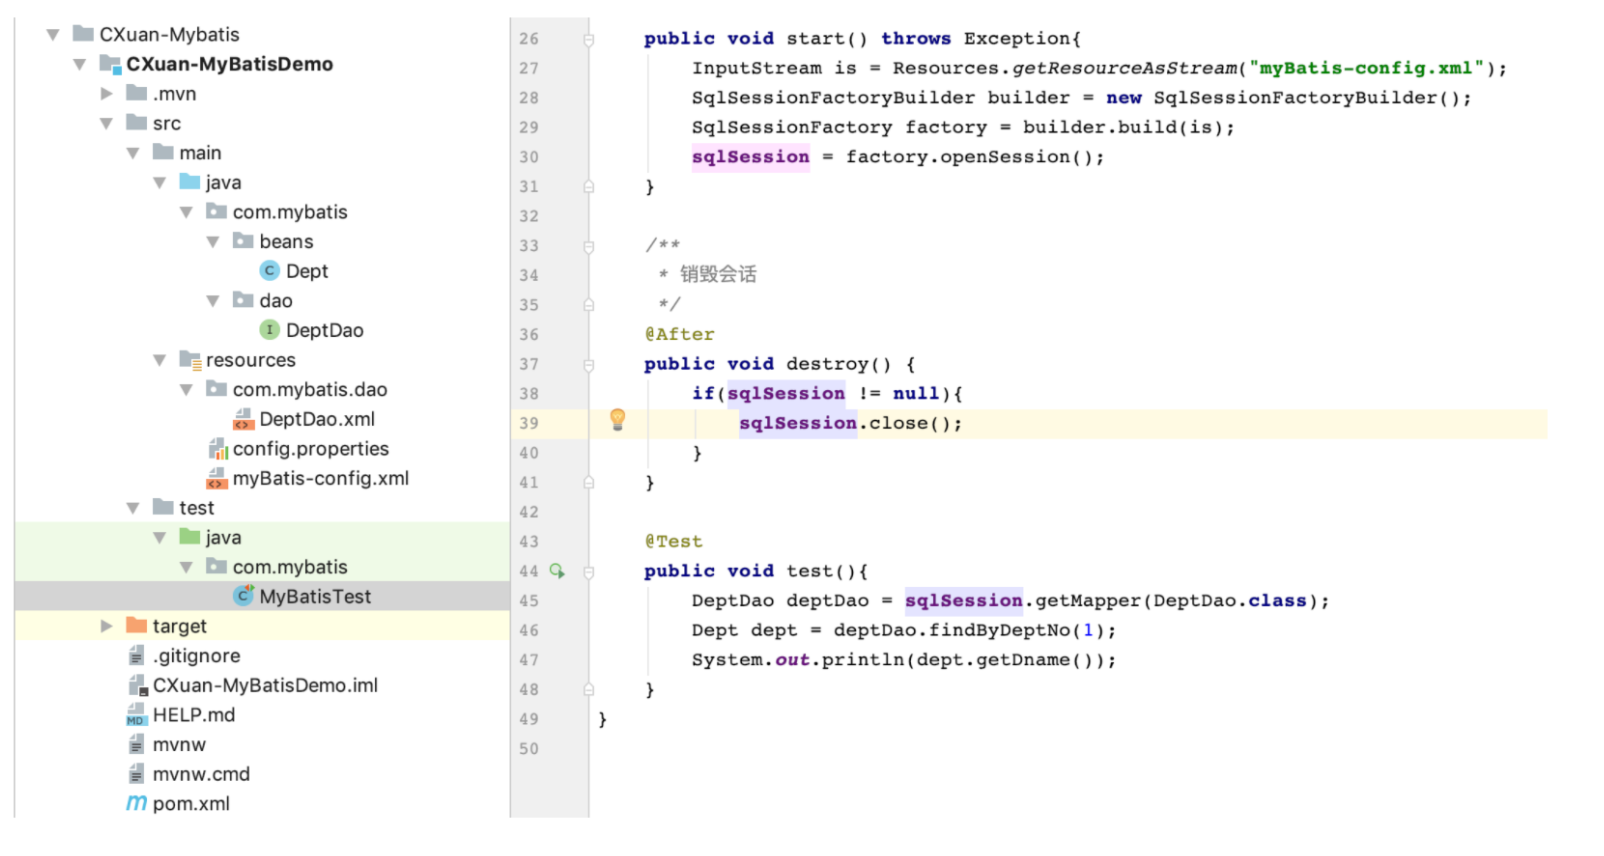 CXuan-Mybatis
CXuan-MyBatisDemo
.mvn
src
main
java
com.mybatis
beans
C Dept
dao
I DeptDao
resources
com.mybatis.dao
DeptDao.xml
config.properties
myBatis-config.xml
test
java
com.mybatis
C MyBatisTest
target
.gitignore
CXuan-MyBatisDemo.iml
MD HELP.md
mvnw
mvnw.cmd
m pom.xml
26 public void start() throws Exception{
27 InputStream is = Resources.getResourceAsStream("myBatis-config.xml");
28 SqlSessionFactoryBuilder builder = new SqlSessionFactoryBuilder();
29 SqlSessionFactory factory = builder.build(is);
30 sqlSession = factory.openSession();
31 }
32
33 /**
34 * 销毁会话
35 */
36 @After
37 public void destroy() {
38 if(sqlSession != null){
39 sqlSession.close();
40 }
41 }
42
43 @Test
44 public void test(){
45 DeptDao deptDao = sqlSession.getMapper(DeptDao.class);
46 Dept dept = deptDao.findByDeptNo(1);
47 System.out.println(dept.getDname());
48 }
49 }
50